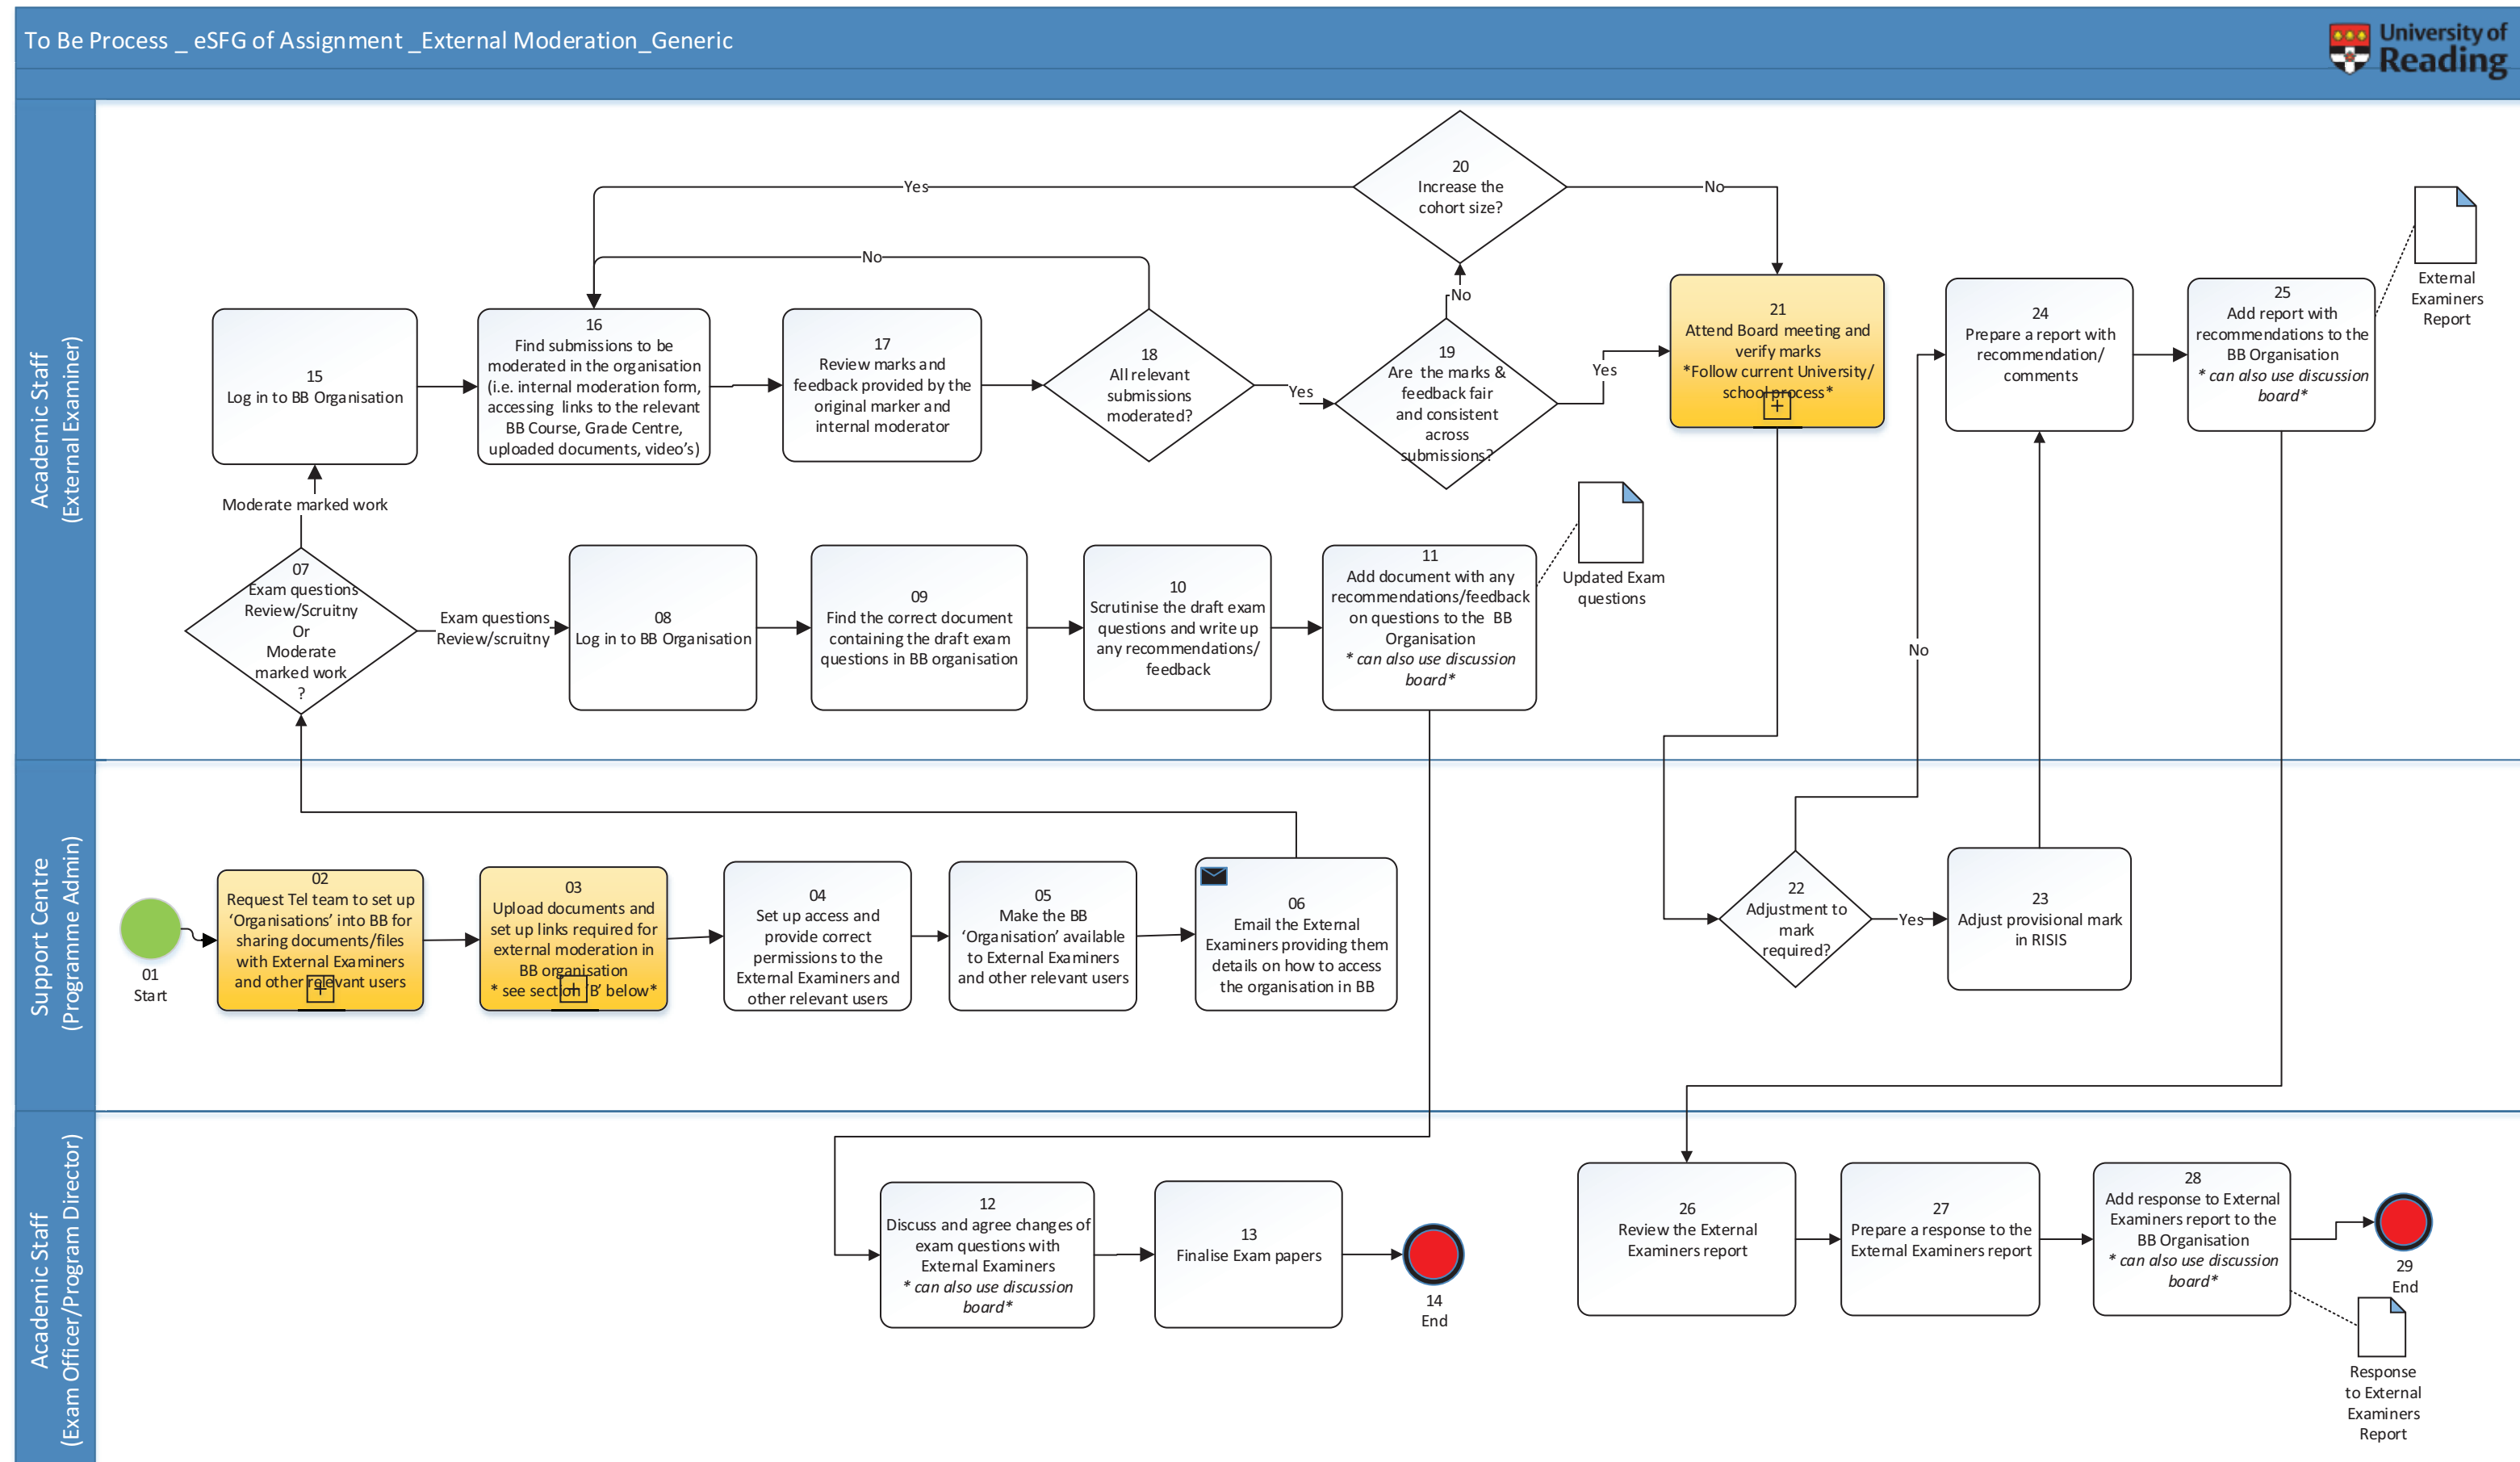 To Be Process _ eSFG of Assignment _External Moderation_Generic
University of
Reading
Academic Staff
(External Examiner)
20
Increase the
cohort size?
Yes
No
No
External
Examiners
Report
15
Log in to BB Organisation
16
Find submissions to be
moderated in the organisation
(i.e. internal moderation form,
accessing links to the relevant
BB Course, Grade Centre,
uploaded documents, video’s)
17
Review marks and
feedback provided by the
original marker and
internal moderator
18
All relevant
submissions
moderated?
Yes
19
Are the marks &
feedback fair
and consistent
across
submissions?
No
Yes
21
Attend Board meeting and
verify marks
*Follow current University/
school process*
24
Prepare a report with
recommendation/
comments
25
Add report with
recommendations to the
BB Organisation
* can also use discussion
board*
Moderate marked work
07
Exam questions
Review/Scruitny
Or
Moderate
marked work
?
Exam questions
Review/scruitny
08
Log in to BB Organisation
09
Find the correct document
containing the draft exam
questions in BB organisation
10
Scrutinise the draft exam
questions and write up
any recommendations/
feedback
11
Add document with any
recommendations/feedback
on questions to the BB
Organisation
* can also use discussion
board*
Updated Exam
questions
No
Support Centre
(Programme Admin)
01
Start
02
Request Tel team to set up
‘Organisations’ into BB for
sharing documents/files
with External Examiners
and other relevant users
03
Upload documents and
set up links required for
external moderation in
BB organisation
* see section ‘B’ below*
04
Set up access and
provide correct
permissions to the
External Examiners and
other relevant users
05
Make the BB
‘Organisation’ available
to External Examiners
and other relevant users
06
Email the External
Examiners providing them
details on how to access
the organisation in BB
22
Adjustment to
mark
required?
Yes
23
Adjust provisional mark
in RISIS
Academic Staff
(Exam Officer/Program Director)
12
Discuss and agree changes of
exam questions with
External Examiners
* can also use discussion
board*
13
Finalise Exam papers
14
End
26
Review the External
Examiners report
27
Prepare a response to the
External Examiners report
28
Add response to External
Examiners report to the
BB Organisation
* can also use discussion
board*
29
End
Response
to External
Examiners
Report